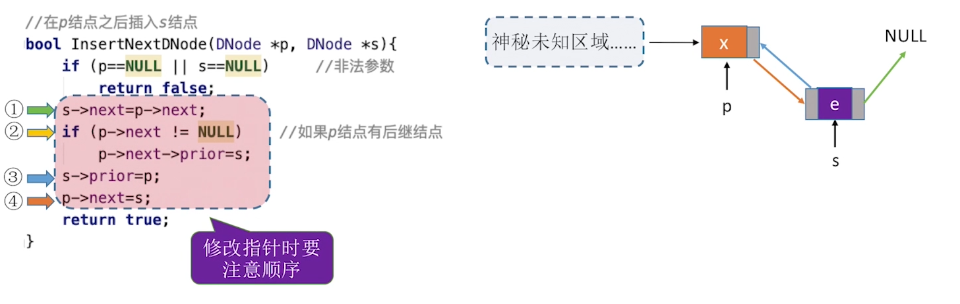 //在p结点之后插入s结点
bool InsertNextDNode(DNode *p, DNode *s){
if (p==NULL || s==NULL) //非法参数
return false;
① s->next=p->next;
② if (p->next != NULL) //如果p结点有后继结点
p->next->prior=s;
③ s->prior=p;
④ p->next=s;
return true;
}
修改指针时要
注意顺序
神秘未知区域……
x
NULL
p
e
s